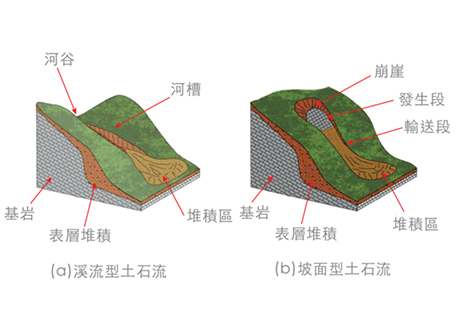 河谷
河槽
基岩
表層堆積
堆積區
(a)溪流型土石流
崩崖
發生段
輸送段
基岩
表層堆積
堆積區
(b)坡面型土石流